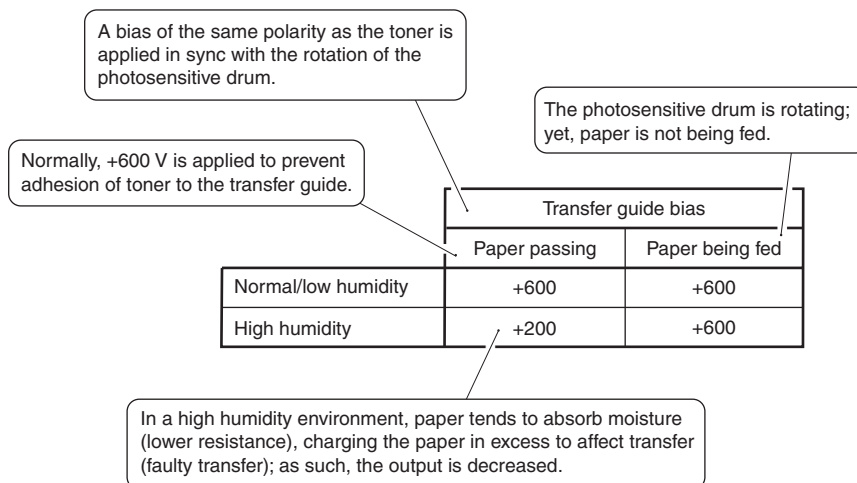 A bias of the same polarity as the toner is
applied in sync with the rotation of the
photosensitive drum.
The photosensitive drum is rotating;
yet, paper is not being fed.
Normally, +600 V is applied to prevent
adhesion of toner to the transfer guide.
Transfer guide bias
Paper passing Paper being fed
Normal/low humidity +600 +600
High humidity +200 +600
In a high humidity environment, paper tends to absorb moisture
(lower resistance), charging the paper in excess to affect transfer
(faulty transfer); as such, the output is decreased.